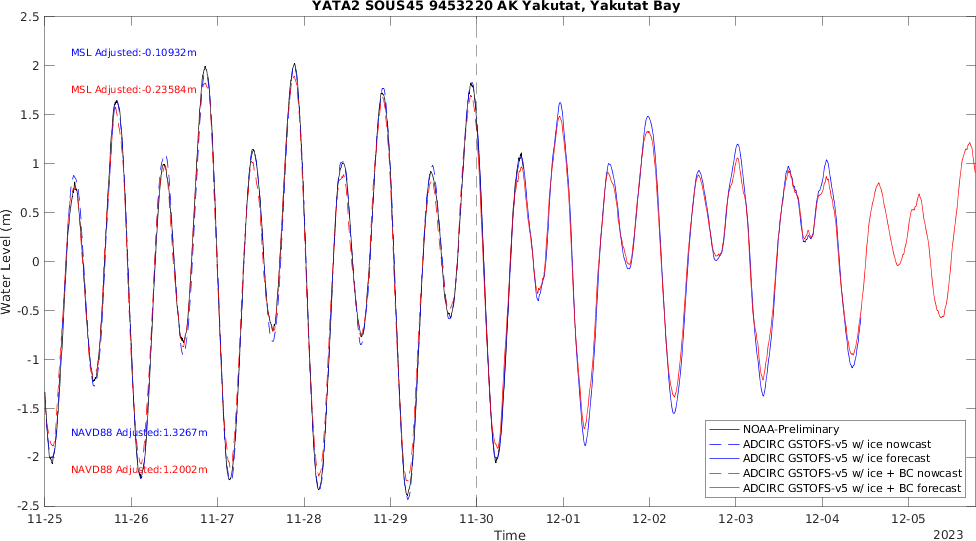 YATA2 SOUS45 9453220 AK Yakutat, Yakutat Bay
2.5
2
1.5
1
0.5
0
-0.5
-1
-1.5
-2
-2.5
Water Level (m)
MSL Adjusted:-0.10932m
MSL Adjusted:-0.23584m
NAVD88 Adjusted:1.3267m
NAVD88 Adjusted:1.2002m
NOAA-Preliminary
ADCIRC GSTOFS-v5 w/ ice nowcast
ADCIRC GSTOFS-v5 w/ ice forecast
ADCIRC GSTOFS-v5 w/ ice + BC nowcast
ADCIRC GSTOFS-v5 w/ ice + BC forecast
11-25 11-26 11-27 11-28 11-29 11-30 12-01 12-02 12-03 12-04 12-05
Time
2023